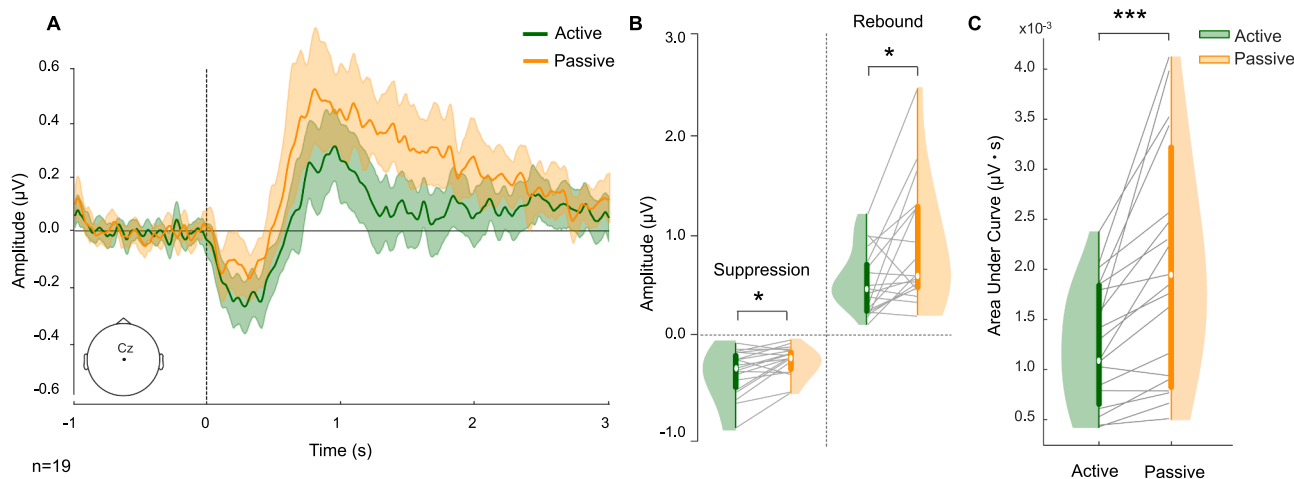 A
Active
Passive
Amplitude (µV)
0.6
0.4
0.2
0.0
-0.2
-0.4
-0.6
Cz
-1
0
1
2
3
Time (s)
n=19
B
Rebound
Suppression
*
*
Amplitude (µV)
3.0
2.0
1.0
0.0
-1.0
C
***
Active
Passive
x10⁻³
Area Under Curve (µV • s)
4.0
3.5
3.0
2.5
2.0
1.5
1.0
0.5
Active
Passive